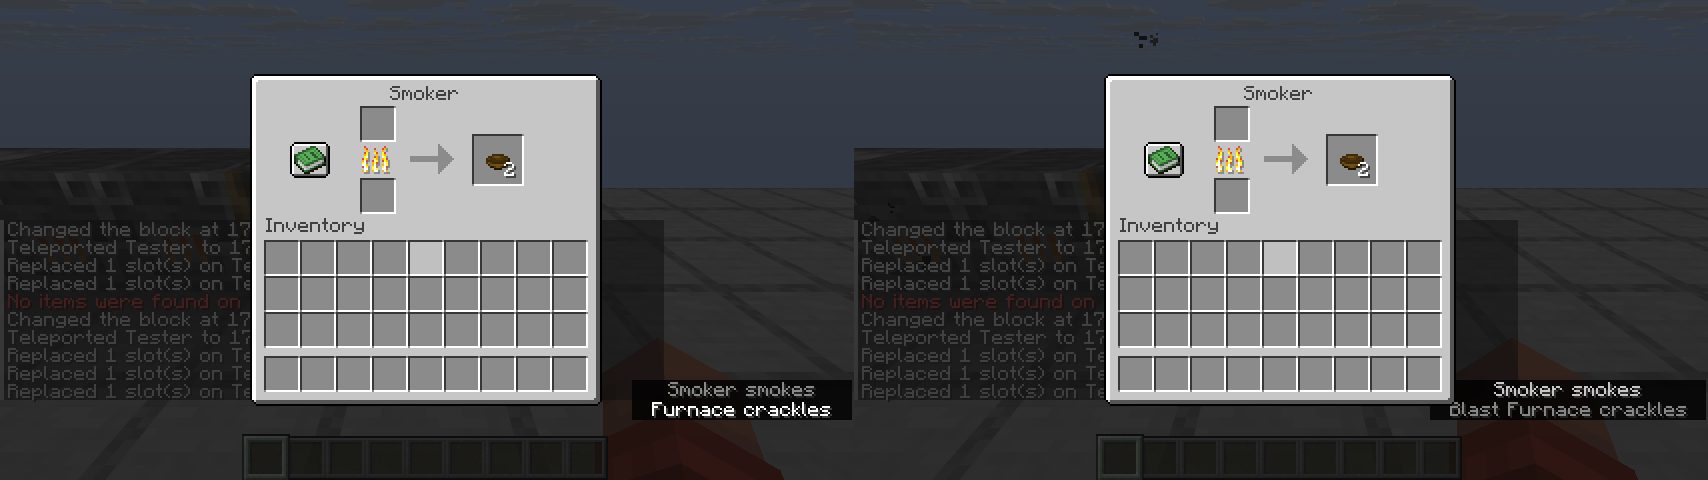 Smoker
2
Inventory
Changed the block at 17
Teleported Tester to 17
Replaced 1 slot(s) on Te
Replaced 1 slot(s) on Te
No items were found on
Changed the block at 17
Teleported Tester to 17
Replaced 1 slot(s) on Te
Replaced 1 slot(s) on Te
Replaced 1 slot(s) on Te
Smoker smokes
Furnace crackles
Smoker
2
Inventory
Changed the block at 17
Teleported Tester to 17
Replaced 1 slot(s) on Te
Replaced 1 slot(s) on Te
No items were found on
Changed the block at 17
Teleported Tester to 17
Replaced 1 slot(s) on Te
Replaced 1 slot(s) on Te
Replaced 1 slot(s) on Te
Smoker smokes
Blast Furnace crackles